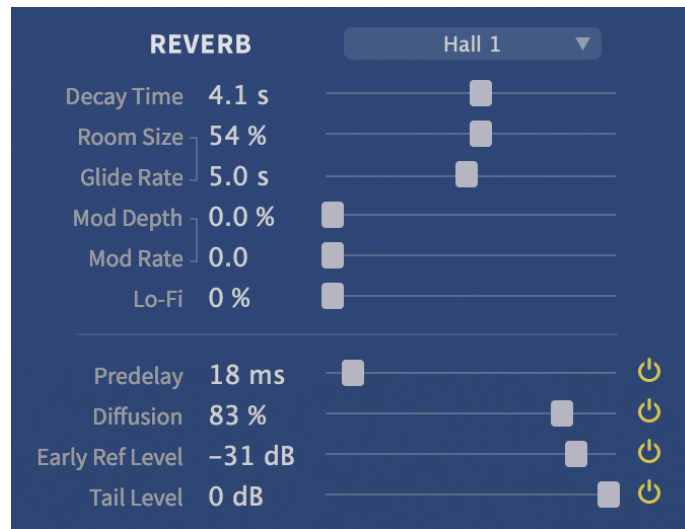 REVERB Hall 1
Decay Time 4.1 s
Room Size 54 %
Glide Rate 5.0 s
Mod Depth 0.0 %
Mod Rate 0.0
Lo-Fi 0 %
Predelay 18 ms
Diffusion 83 %
Early Ref Level −31 dB
Tail Level 0 dB